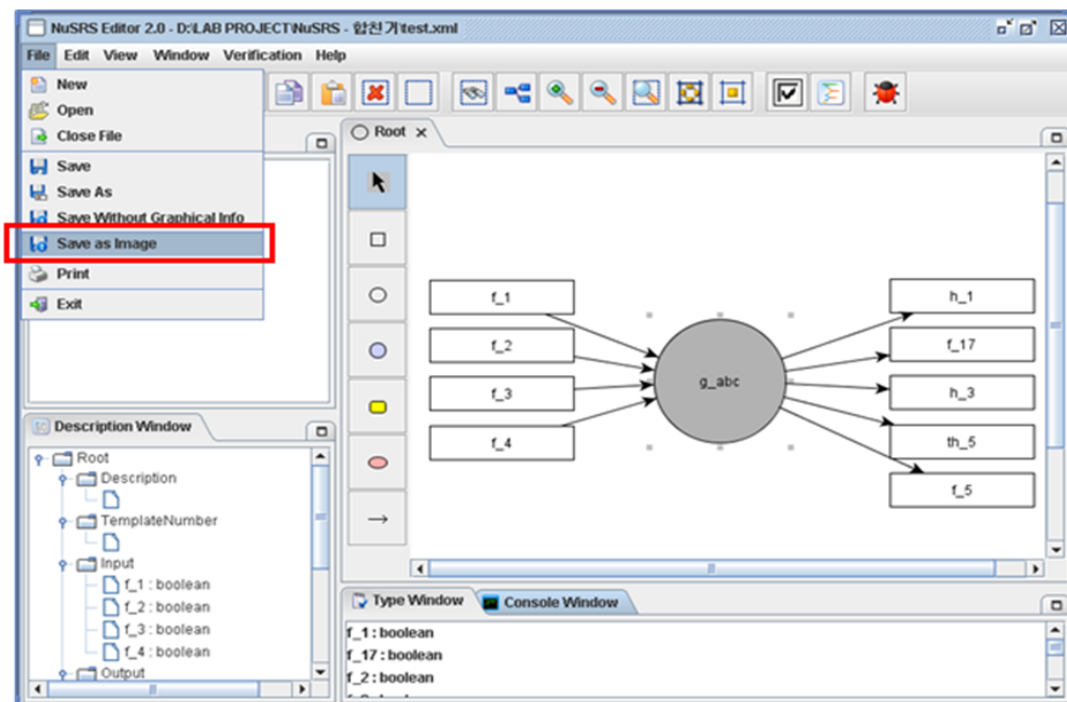 NuSRS Editor 2.0 - D:\LAB PROJECT\NuSRS - 합친거\test.xml
File Edit View Window Verification Help
New
Open
Close File
Save
Save As
Save Without Graphical Info
Save as Image
Print
Exit
Root
f_1
f_2
f_3
f_4
g_abc
h_1
f_17
h_3
th_5
f_5
Description Window
Root
Description
TemplateNumber
Input
f_1 : boolean
f_2 : boolean
f_3 : boolean
f_4 : boolean
Output
Type Window Console Window
f_1 : boolean
f_17 : boolean
f_2 : boolean